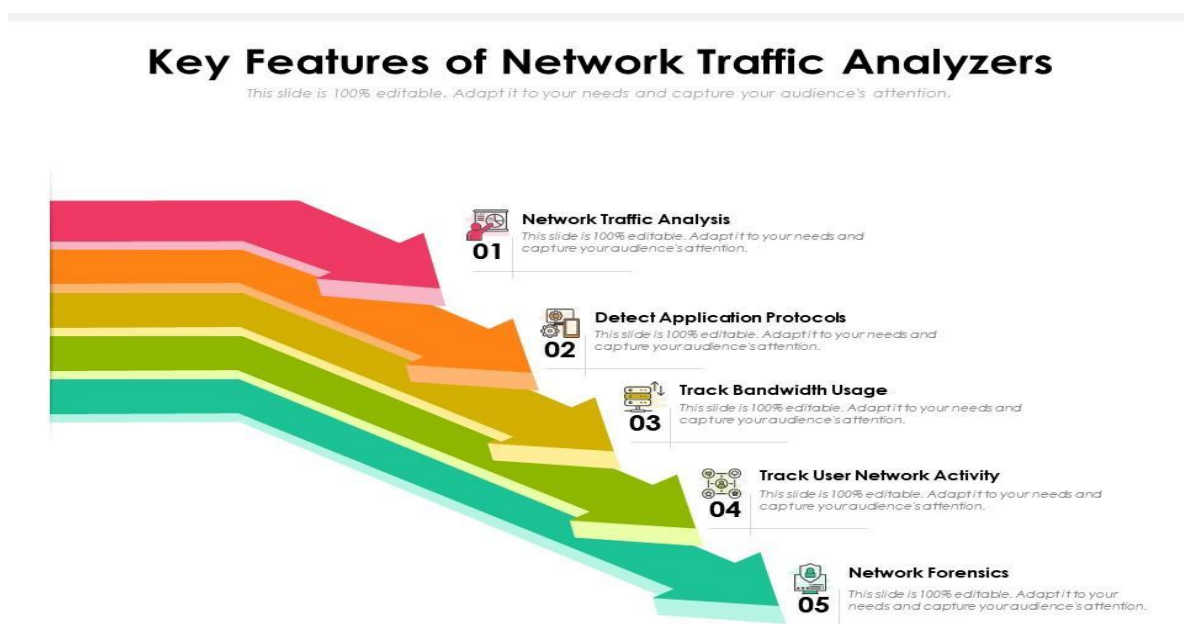 Key Features of Network Traffic Analyzers
This slide is 100% editable. Adapt it to your needs and capture your audience's attention.
Network Traffic Analysis
This slide is 100% editable. Adapt it to your needs and
capture your audience's attention.
01
Detect Application Protocols
This slide is 100% editable. Adapt it to your needs and
capture your audience's attention.
02
Track Bandwidth Usage
This slide is 100% editable. Adapt it to your needs and
capture your audience's attention.
03
Track User Network Activity
This slide is 100% editable. Adapt it to your needs and
capture your audience's attention.
04
Network Forensics
This slide is 100% editable. Adapt it to your
needs and capture your audience's attention.
05